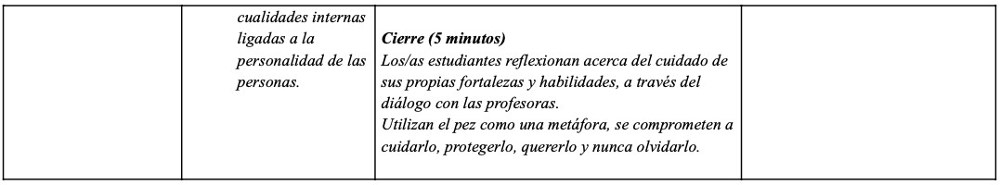 cualidades internas
ligadas a la
personalidad de las
personas.
Cierre (5 minutos)
Los/as estudiantes reflexionan acerca del cuidado de
sus propias fortalezas y habilidades, a través del
diálogo con las profesoras.
Utilizan el pez como una metáfora, se comprometen a
cuidarlo, protegerlo, quererlo y nunca olvidarlo.